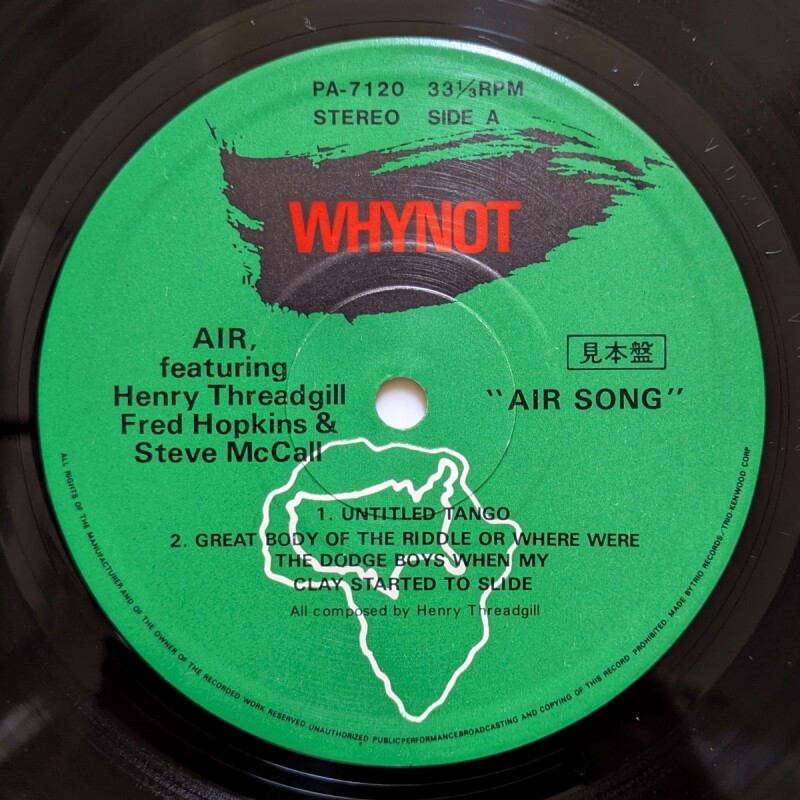 PA-7120 33⅓RPM
STEREO SIDE A
WHYNOT
AIR,
featuring
Henry Threadgill
Fred Hopkins &
Steve McCall
見本盤
"AIR SONG"
1. UNTITLED TANGO
2. GREAT BODY OF THE RIDDLE OR WHERE WERE
THE DODGE BOYS WHEN MY
CLAY STARTED TO SLIDE
All composed by Henry Threadgill
ALL RIGHTS OF THE MANUFACTURER AND OF THE OWNER OF THE RECORDED WORK RESERVED UNAUTHORIZED PUBLICPERFORMANCEBROADCASTING AND COPYING OF THIS RECORD PROHIBITED. MADE BY TRIO RECORDS, TRIO-KENWOOD CORP